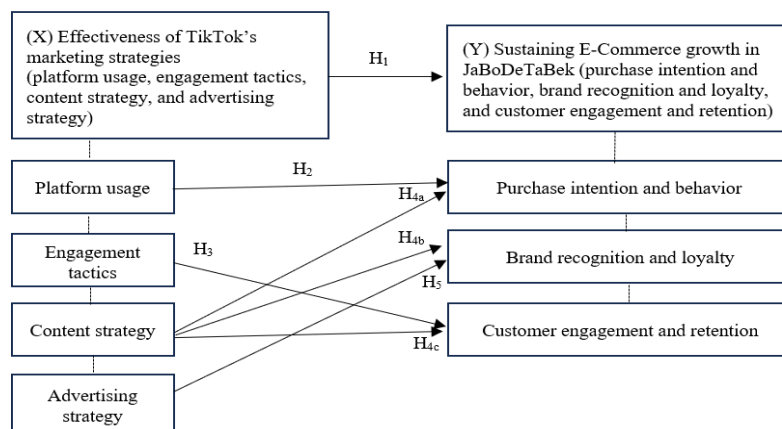 (X) Effectiveness of TikTok's
marketing strategies
(platform usage, engagement tactics,
content strategy, and advertising
strategy)
H1
(Y) Sustaining E-Commerce growth in
JaBoDeTaBek (purchase intention and
behavior, brand recognition and loyalty,
and customer engagement and retention)
Platform usage
H2
H4a
Purchase intention and behavior
Engagement
tactics
H3
H4b
H5
Brand recognition and loyalty
Content strategy
H4c
Customer engagement and retention
Advertising
strategy